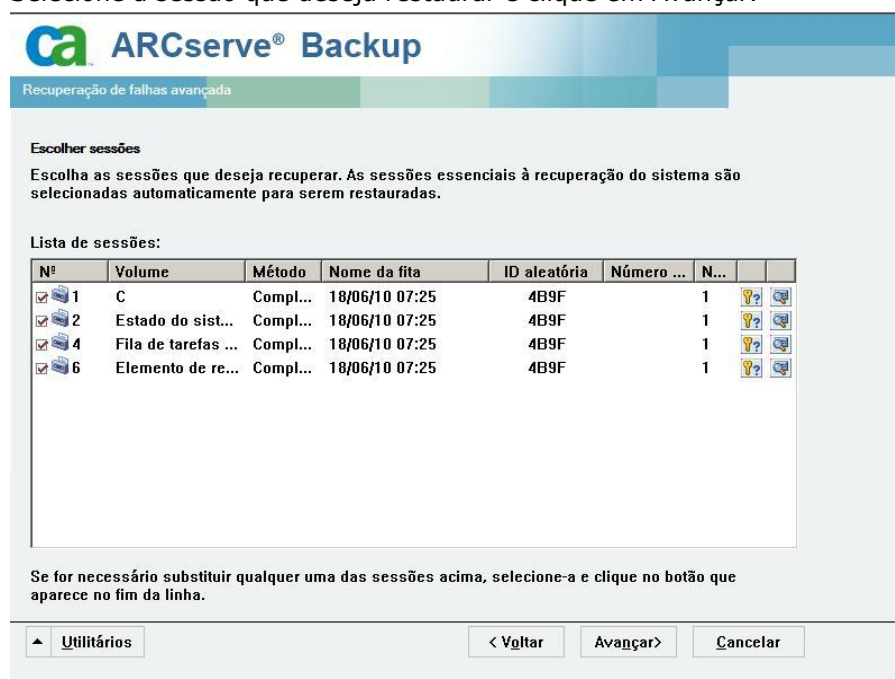 Selecione a sessão que deseja restaurar e clique em Avançar.
ca ARCserve® Backup
Recuperação de falhas avançada
Escolher sessões
Escolha as sessões que deseja recuperar. As sessões essenciais à recuperação do sistema são
selecionadas automaticamente para serem restauradas.
Lista de sessões:
Nº Volume Método Nome da fita ID aleatória Número ... N...
1 C Compl... 18/06/10 07:25 4B9F 1
2 Estado do sist... Compl... 18/06/10 07:25 4B9F 1
4 Fila de tarefas ... Compl... 18/06/10 07:25 4B9F 1
6 Elemento de re... Compl... 18/06/10 07:25 4B9F 1
Se for necessário substituir qualquer uma das sessões acima, selecione-a e clique no botão que
aparece no fim da linha.
Utilitários < Voltar Avançar> Cancelar